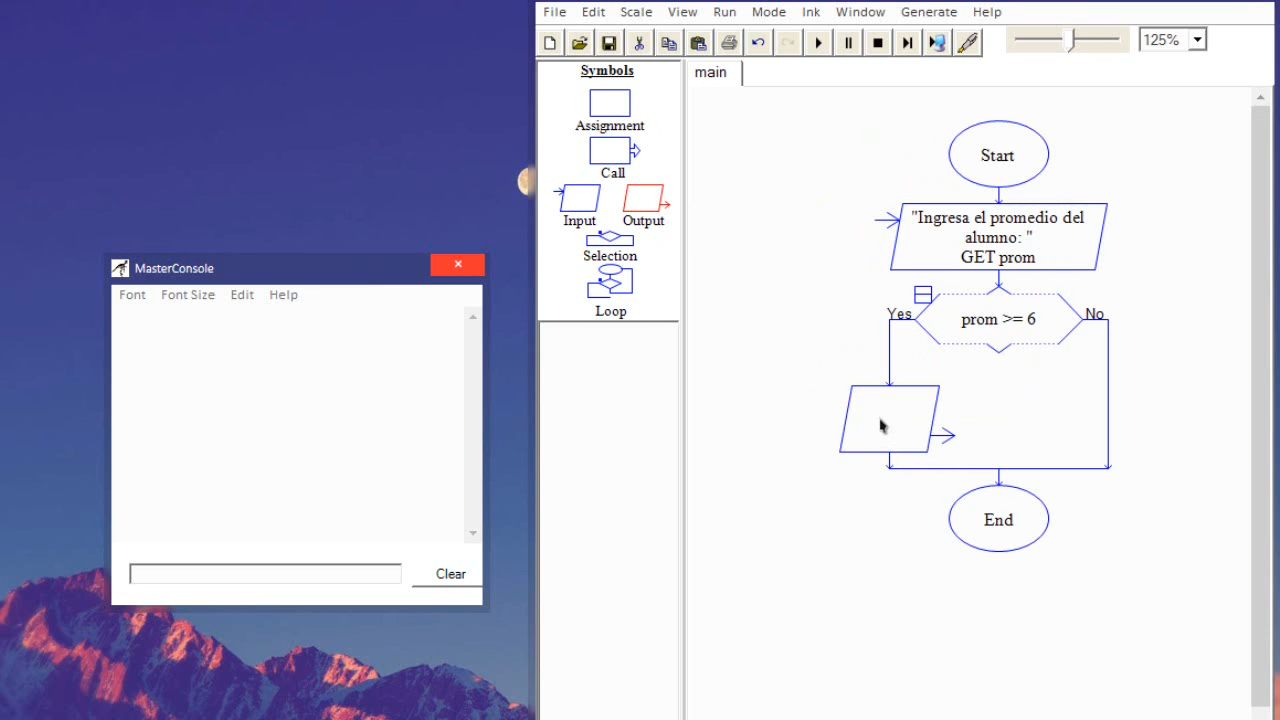 File Edit Scale View Run Mode Ink Window Generate Help
125%
Symbols
main
Assignment
Call
Input Output
Selection
Loop
Start
"Ingresa el promedio del
alumno: "
GET prom
Yes
prom >= 6
No
End
MasterConsole
Font Font Size Edit Help
Clear